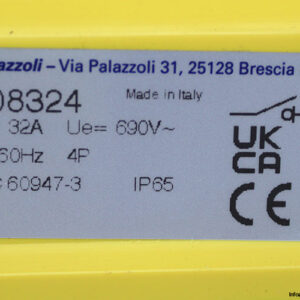 azzoli – Via Palazzoli 31, 25128 Brescia
08324
Made in Italy
32A Ue= 690V~
60Hz 4P
60947-3 IP65
UK
CA
CE